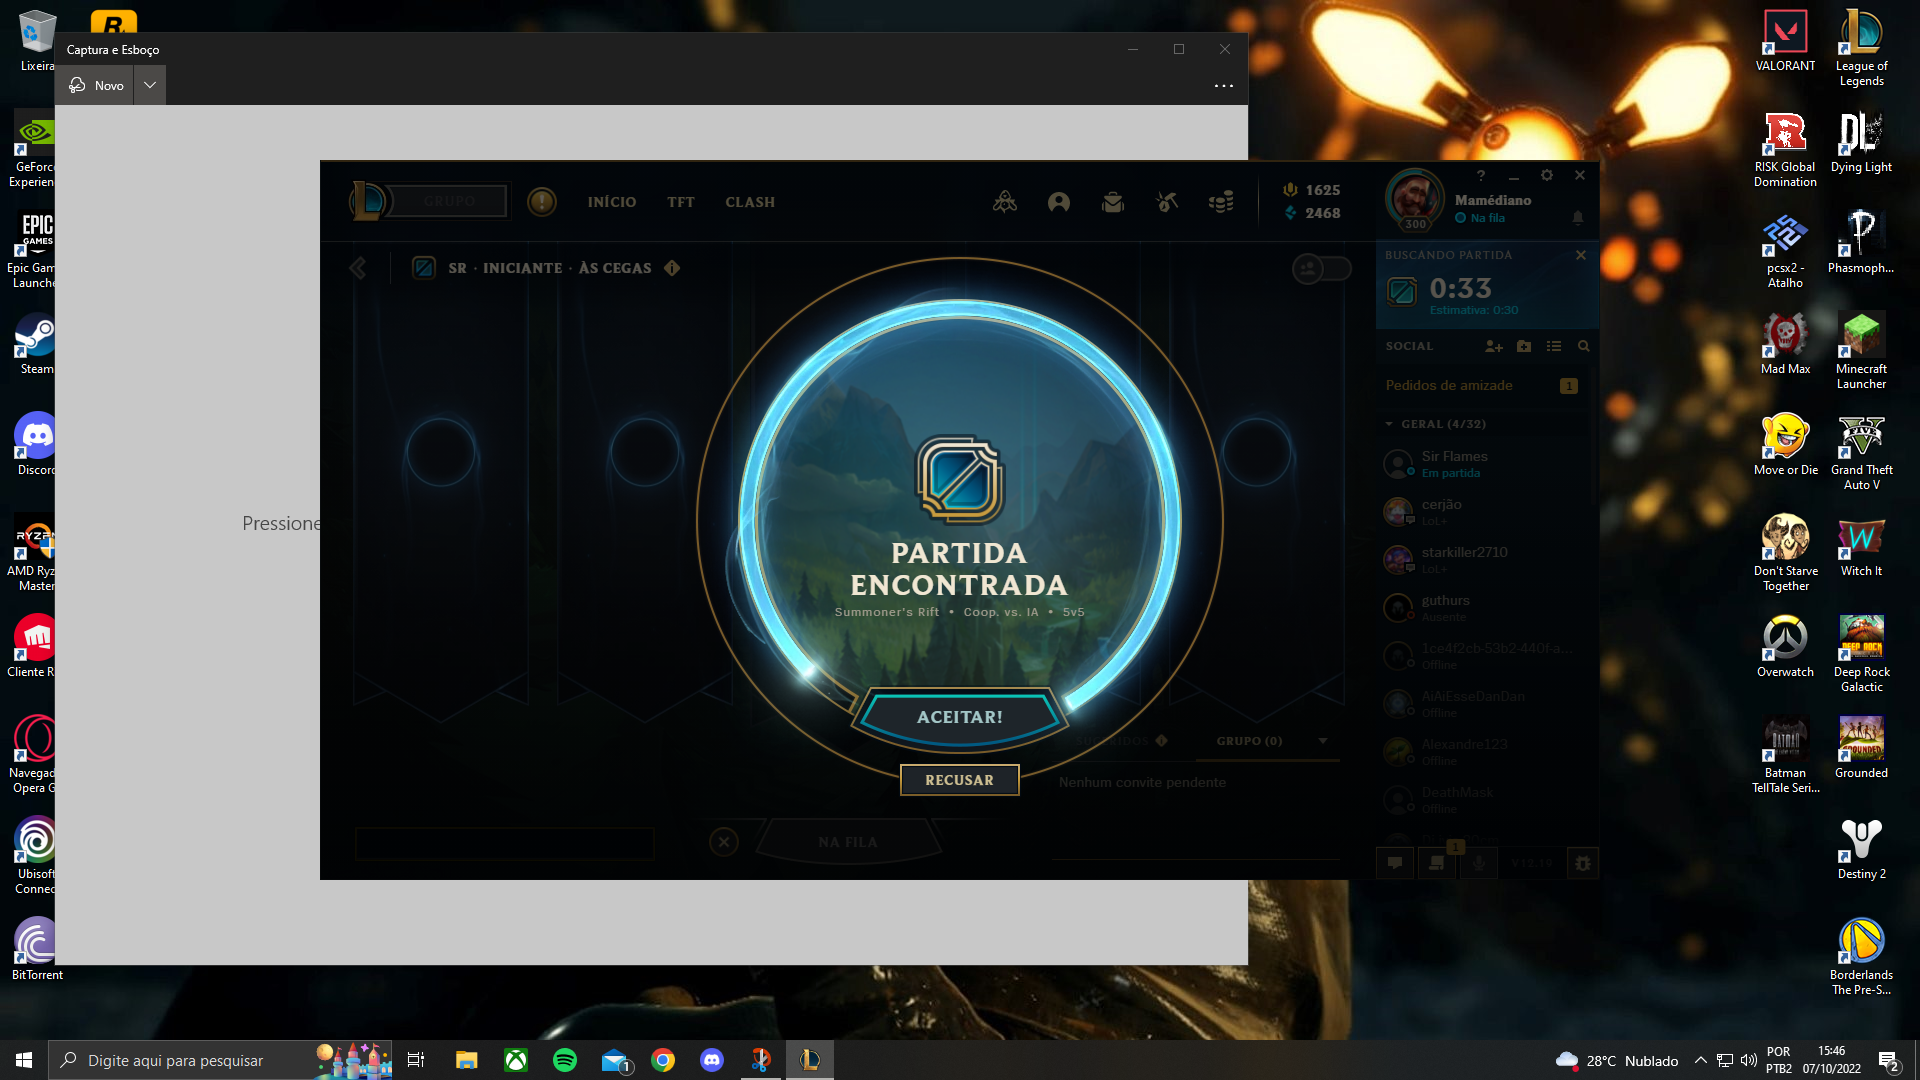 Lixeira
GeForce
Experien
EPIC
GAMES
Epic Gam
Launche
Steam
Discord
RYZEN
AMD Ryz
Master
Cliente R
Navegad
Opera G
Ubisoft
Connec
BitTorrent
Captura e Esboço
Novo
Pressione
GRUPO
INÍCIO
TFT
CLASH
1625
2468
300
Mamédiano
Na fila
SR · INICIANTE · ÀS CEGAS
BUSCANDO PARTIDA
0:33
Estimativa: 0:30
SOCIAL
Pedidos de amizade
1
GERAL (4/32)
Sir Flames
Em partida
cerjão
LoL+
starkiller2710
LoL+
guthurs
Ausente
1ce4f2cb-53b2-440f-a...
Offline
AiAiEsseDanDan
Offline
Alexandre123
Offline
DeathMask
Offline
1
V12.19
PARTIDA
ENCONTRADA
Summoner's Rift • Coop. vs. IA • 5v5
ACEITAR!
RECUSAR
GRUPO (0)
Nenhum convite pendente
NA FILA
VALORANT
League of
Legends
RISK Global
Domination
Dying Light
pcsx2 -
Atalho
Phasmoph...
Mad Max
Minecraft
Launcher
Move or Die
Grand Theft
Auto V
Don't Starve
Together
Witch It
Overwatch
Deep Rock
Galactic
Batman
TellTale Seri...
Grounded
Destiny 2
Borderlands
The Pre-S...
Digite aqui para pesquisar
1
28°C Nublado
POR
PTB2
15:46
07/10/2022
2